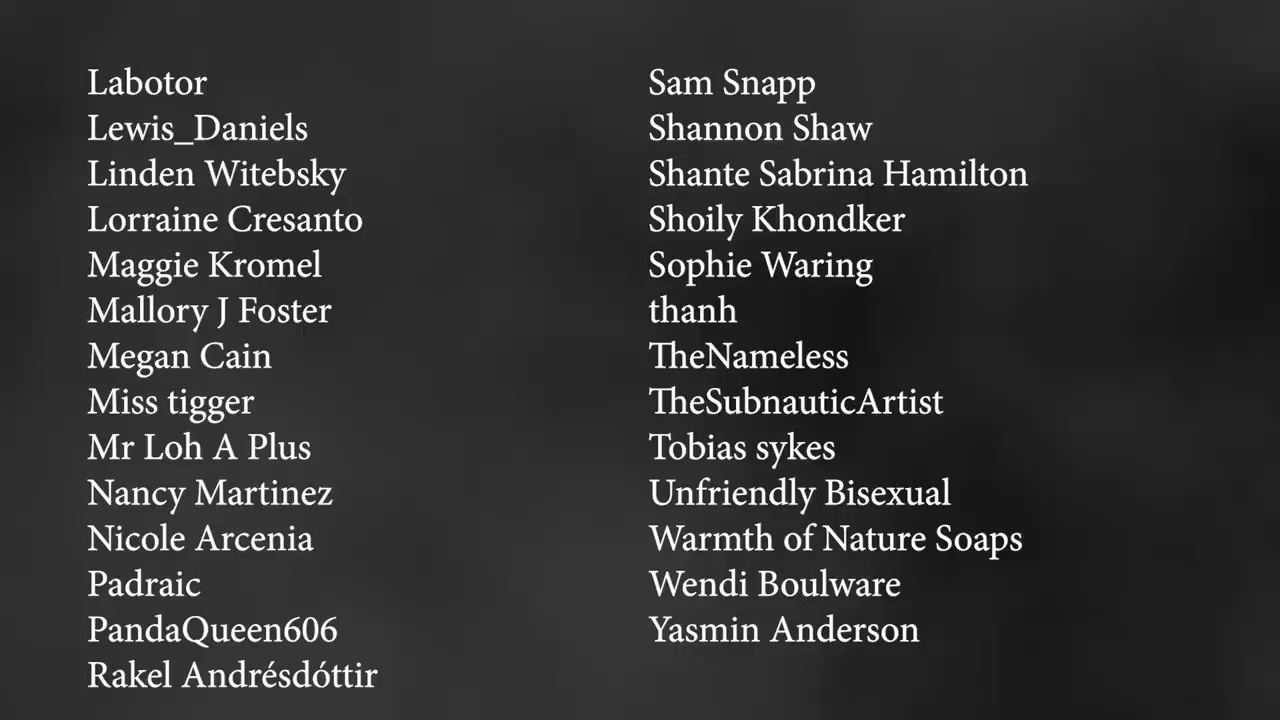 Labotor
Lewis_Daniels
Linden Witebsky
Lorraine Cresanto
Maggie Kromel
Mallory J Foster
Megan Cain
Miss tigger
Mr Loh A Plus
Nancy Martinez
Nicole Arcenia
Padraic
PandaQueen606
Rakel Andrésdóttir
Sam Snapp
Shannon Shaw
Shante Sabrina Hamilton
Shoily Khondker
Sophie Waring
thanh
TheNameless
TheSubnauticArtist
Tobias sykes
Unfriendly Bisexual
Warmth of Nature Soaps
Wendi Boulware
Yasmin Anderson